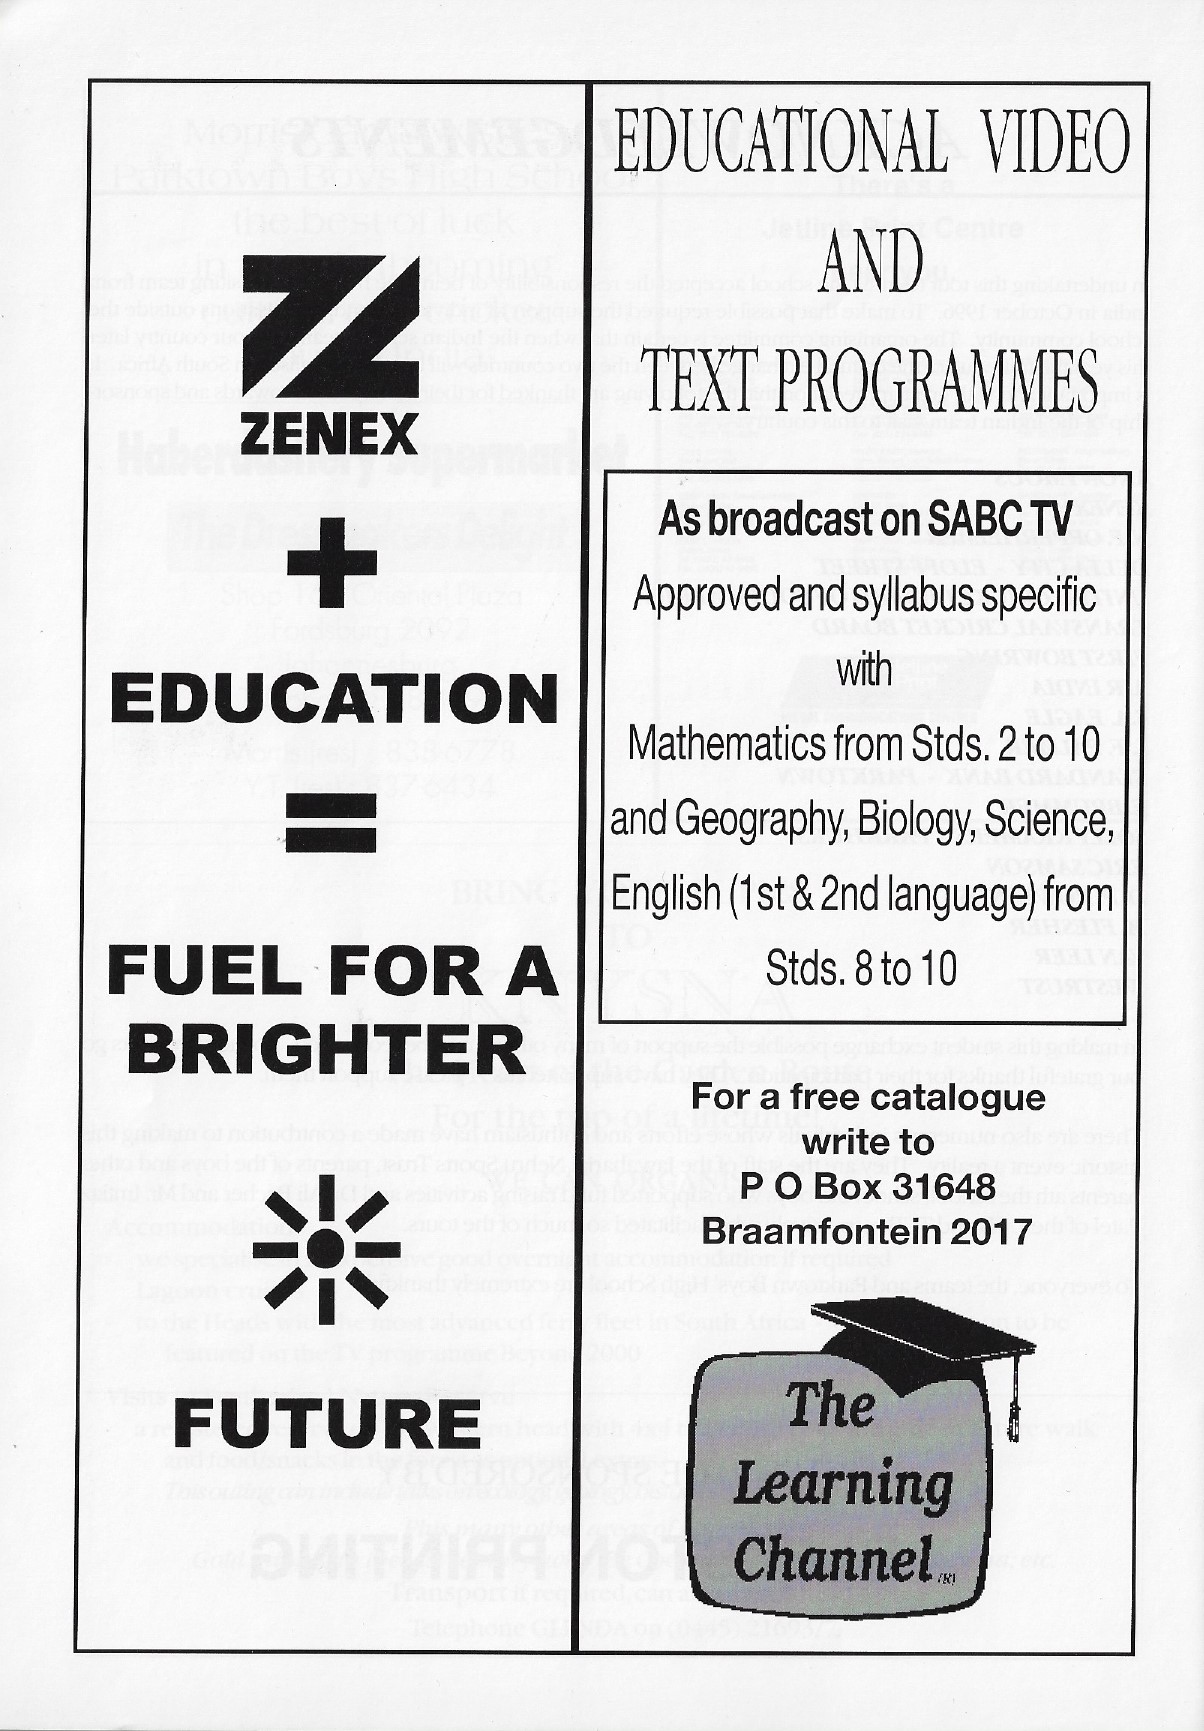 ZENEX
+
EDUCATION
=
FUEL FOR A
BRIGHTER
FUTURE
EDUCATIONAL VIDEO
AND
TEXT PROGRAMMES
As broadcast on SABC TV
Approved and syllabus specific
with
Mathematics from Stds. 2 to 10
and Geography, Biology, Science,
English (1st & 2nd language) from
Stds. 8 to 10
For a free catalogue
write to
P O Box 31648
Braamfontein 2017
The
Learning
Channel